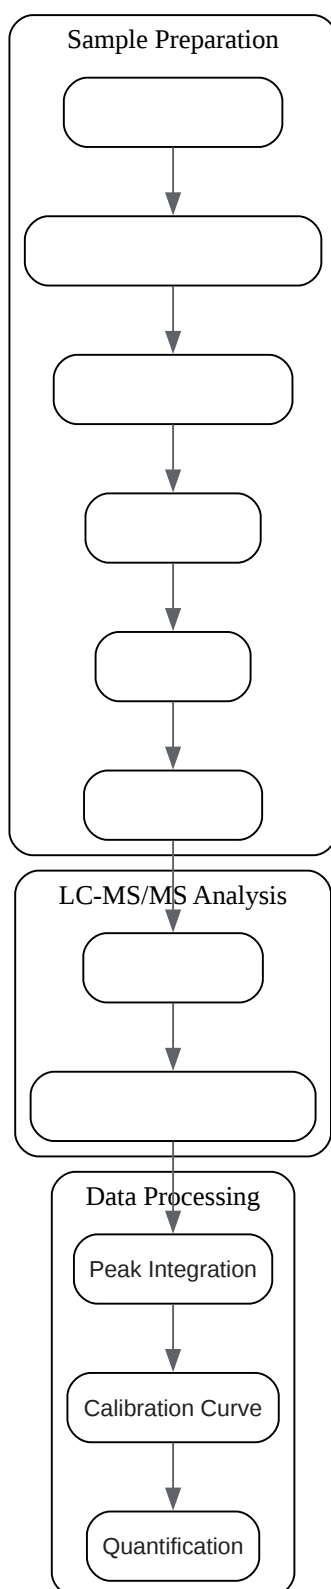 Sample Preparation
LC-MS/MS Analysis
Data Processing
Peak Integration
Calibration Curve
Quantification